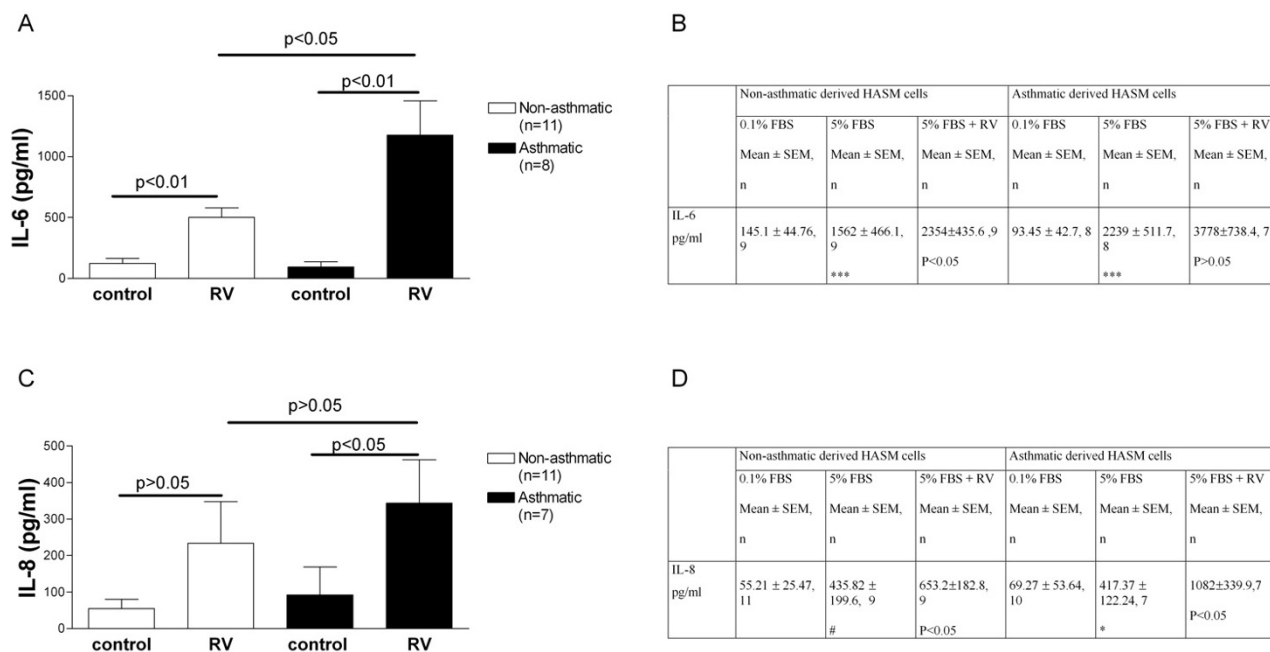 A
p<0.05
p<0.01
p<0.01
1500
1000
500
0
IL-6 (pg/ml)
control
RV
control
RV
Non-asthmatic
(n=11)
Asthmatic
(n=8)
B
Non-asthmatic derived HASM cells
Asthmatic derived HASM cells
0.1% FBS
Mean ± SEM,
n
5% FBS
Mean ± SEM,
n
5% FBS + RV
Mean ± SEM,
n
0.1% FBS
Mean ± SEM,
n
5% FBS
Mean ± SEM,
n
5% FBS + RV
Mean ± SEM,
n
IL-6
pg/ml
145.1 ± 44.76,
9
1562 ± 466.1,
9
***
2354±435.6 ,9
P<0.05
93.45 ± 42.7, 8
2239 ± 511.7,
8
***
3778±738.4, 7
P>0.05
C
p>0.05
p<0.05
p>0.05
500
400
300
200
100
0
IL-8 (pg/ml)
control
RV
control
RV
Non-asthmatic
(n=11)
Asthmatic
(n=7)
D
Non-asthmatic derived HASM cells
Asthmatic derived HASM cells
0.1% FBS
Mean ± SEM,
n
5% FBS
Mean ± SEM,
n
5% FBS + RV
Mean ± SEM,
n
0.1% FBS
Mean ± SEM,
n
5% FBS
Mean ± SEM,
n
5% FBS + RV
Mean ± SEM,
n
IL-8
pg/ml
55.21 ± 25.47,
11
435.82 ±
199.6, 9
#
653.2±182.8,
9
P<0.05
69.27 ± 53.64,
10
417.37 ±
122.24, 7
*
1082±339.9,7
P<0.05